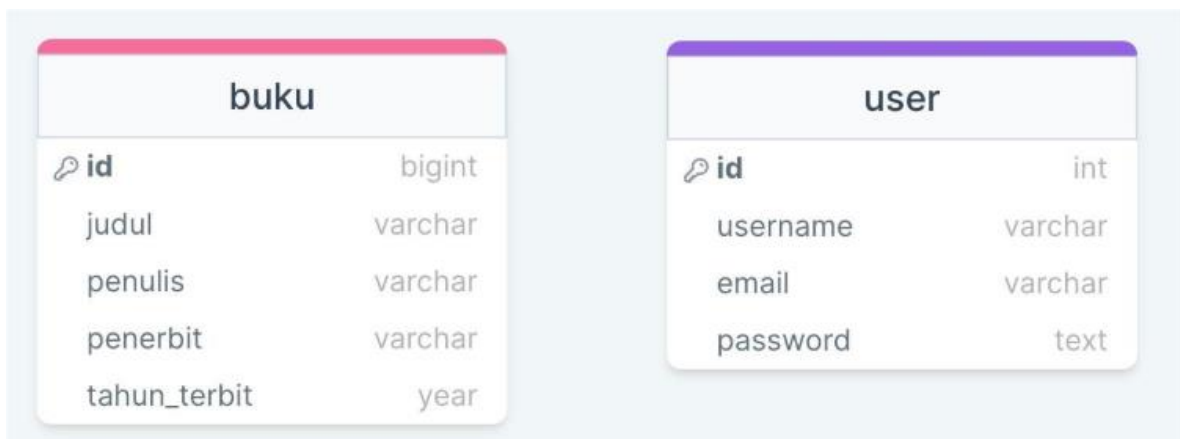 buku
id bigint
judul varchar
penulis varchar
penerbit varchar
tahun_terbit year
user
id int
username varchar
email varchar
password text